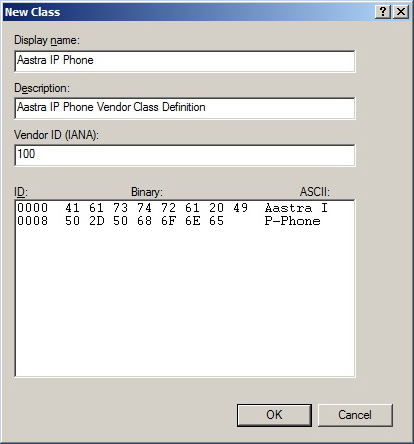 New Class
Display name:
Aastra IP Phone
Description:
Aastra IP Phone Vendor Class Definition
Vendor ID (IANA):
100
ID: Binary: ASCII:
0000 41 61 73 74 72 61 20 49 Aastra I
0008 50 2D 50 68 6F 6E 65 P-Phone
OK Cancel